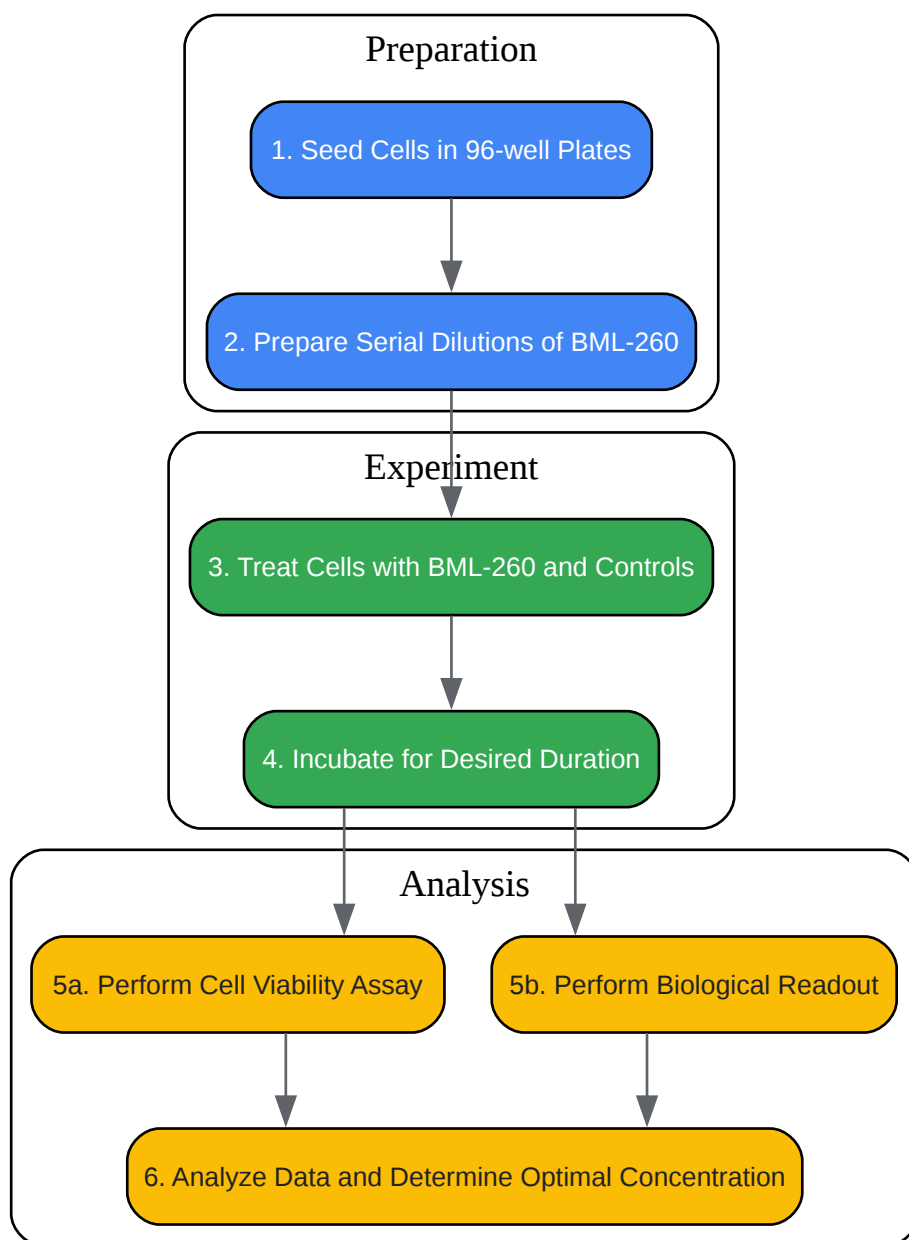 Preparation
1. Seed Cells in 96-well Plates
2. Prepare Serial Dilutions of BML-260
Experiment
3. Treat Cells with BML-260 and Controls
4. Incubate for Desired Duration
Analysis
5a. Perform Cell Viability Assay
5b. Perform Biological Readout
6. Analyze Data and Determine Optimal Concentration